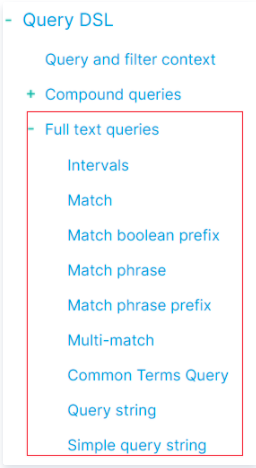 - Query DSL
Query and filter context
+ Compound queries
- Full text queries
Intervals
Match
Match boolean prefix
Match phrase
Match phrase prefix
Multi-match
Common Terms Query
Query string
Simple query string